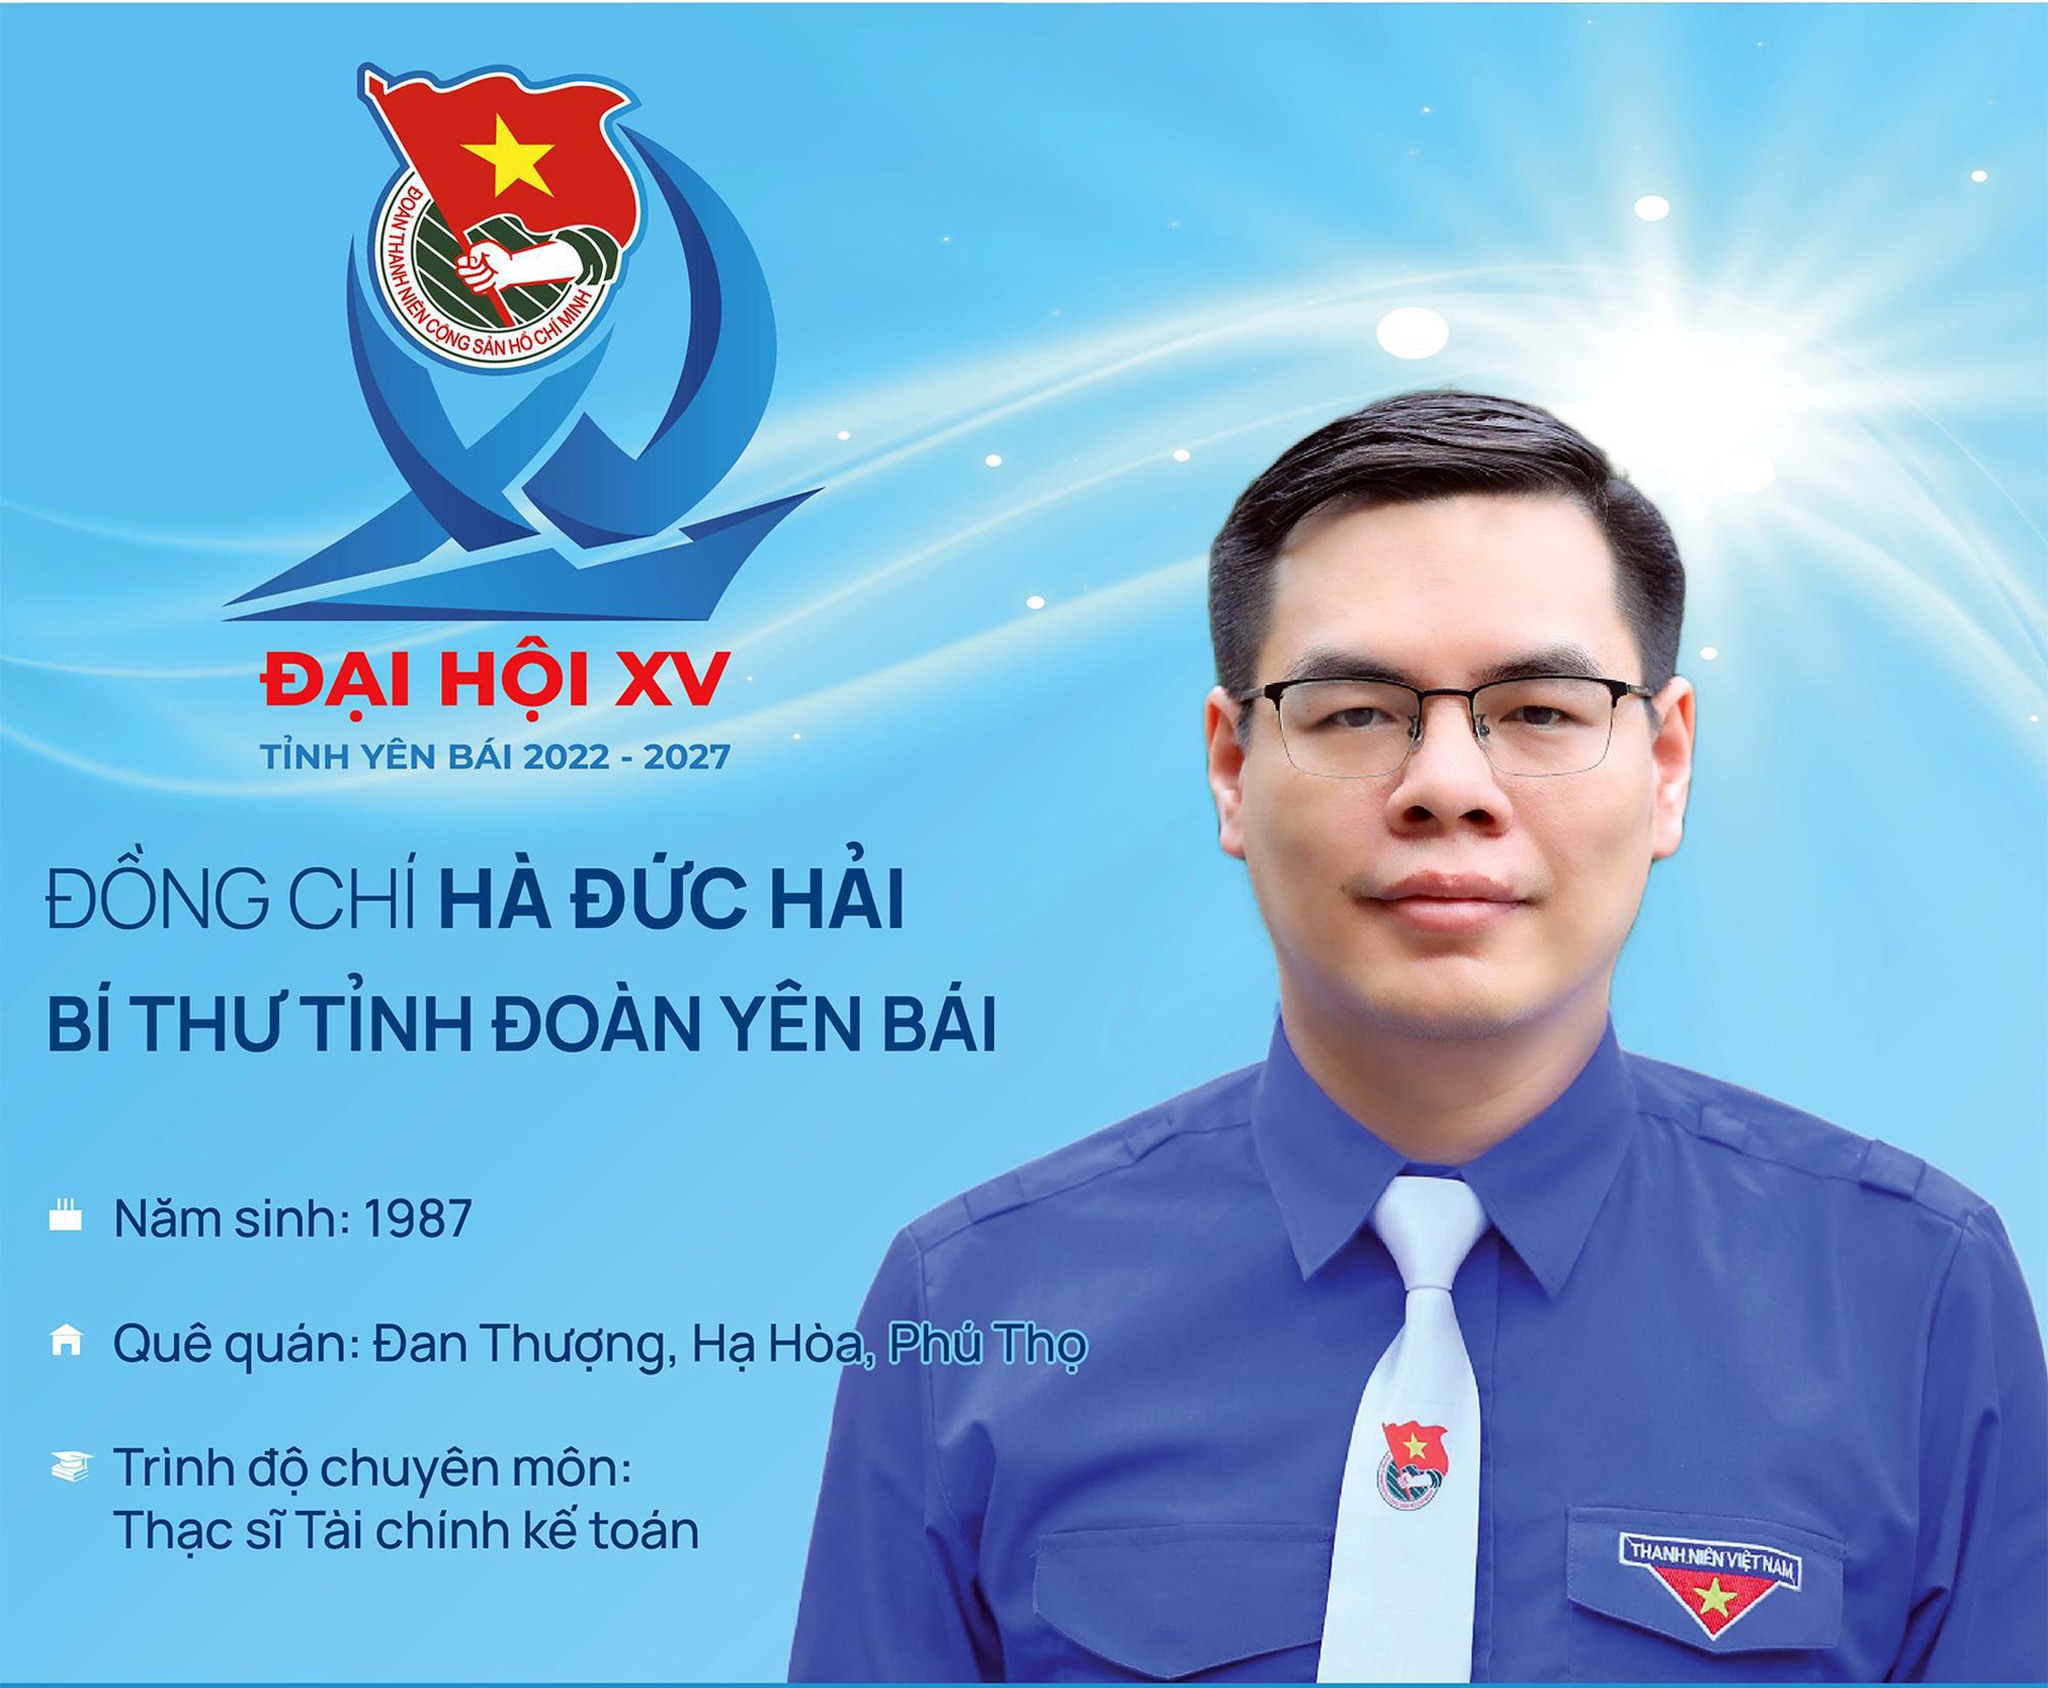 ĐOÀN THANH NIÊN CỘNG SẢN HỒ CHÍ MINH
ĐẠI HỘI XV
TỈNH YÊN BÁI 2022 - 2027
ĐỒNG CHÍ HÀ ĐỨC HẢI
BÍ THƯ TỈNH ĐOÀN YÊN BÁI
Năm sinh: 1987
Quê quán: Đan Thượng, Hạ Hòa, Phú Thọ
Trình độ chuyên môn:
Thạc sĩ Tài chính kế toán
THANH NIÊN VIỆT NAM